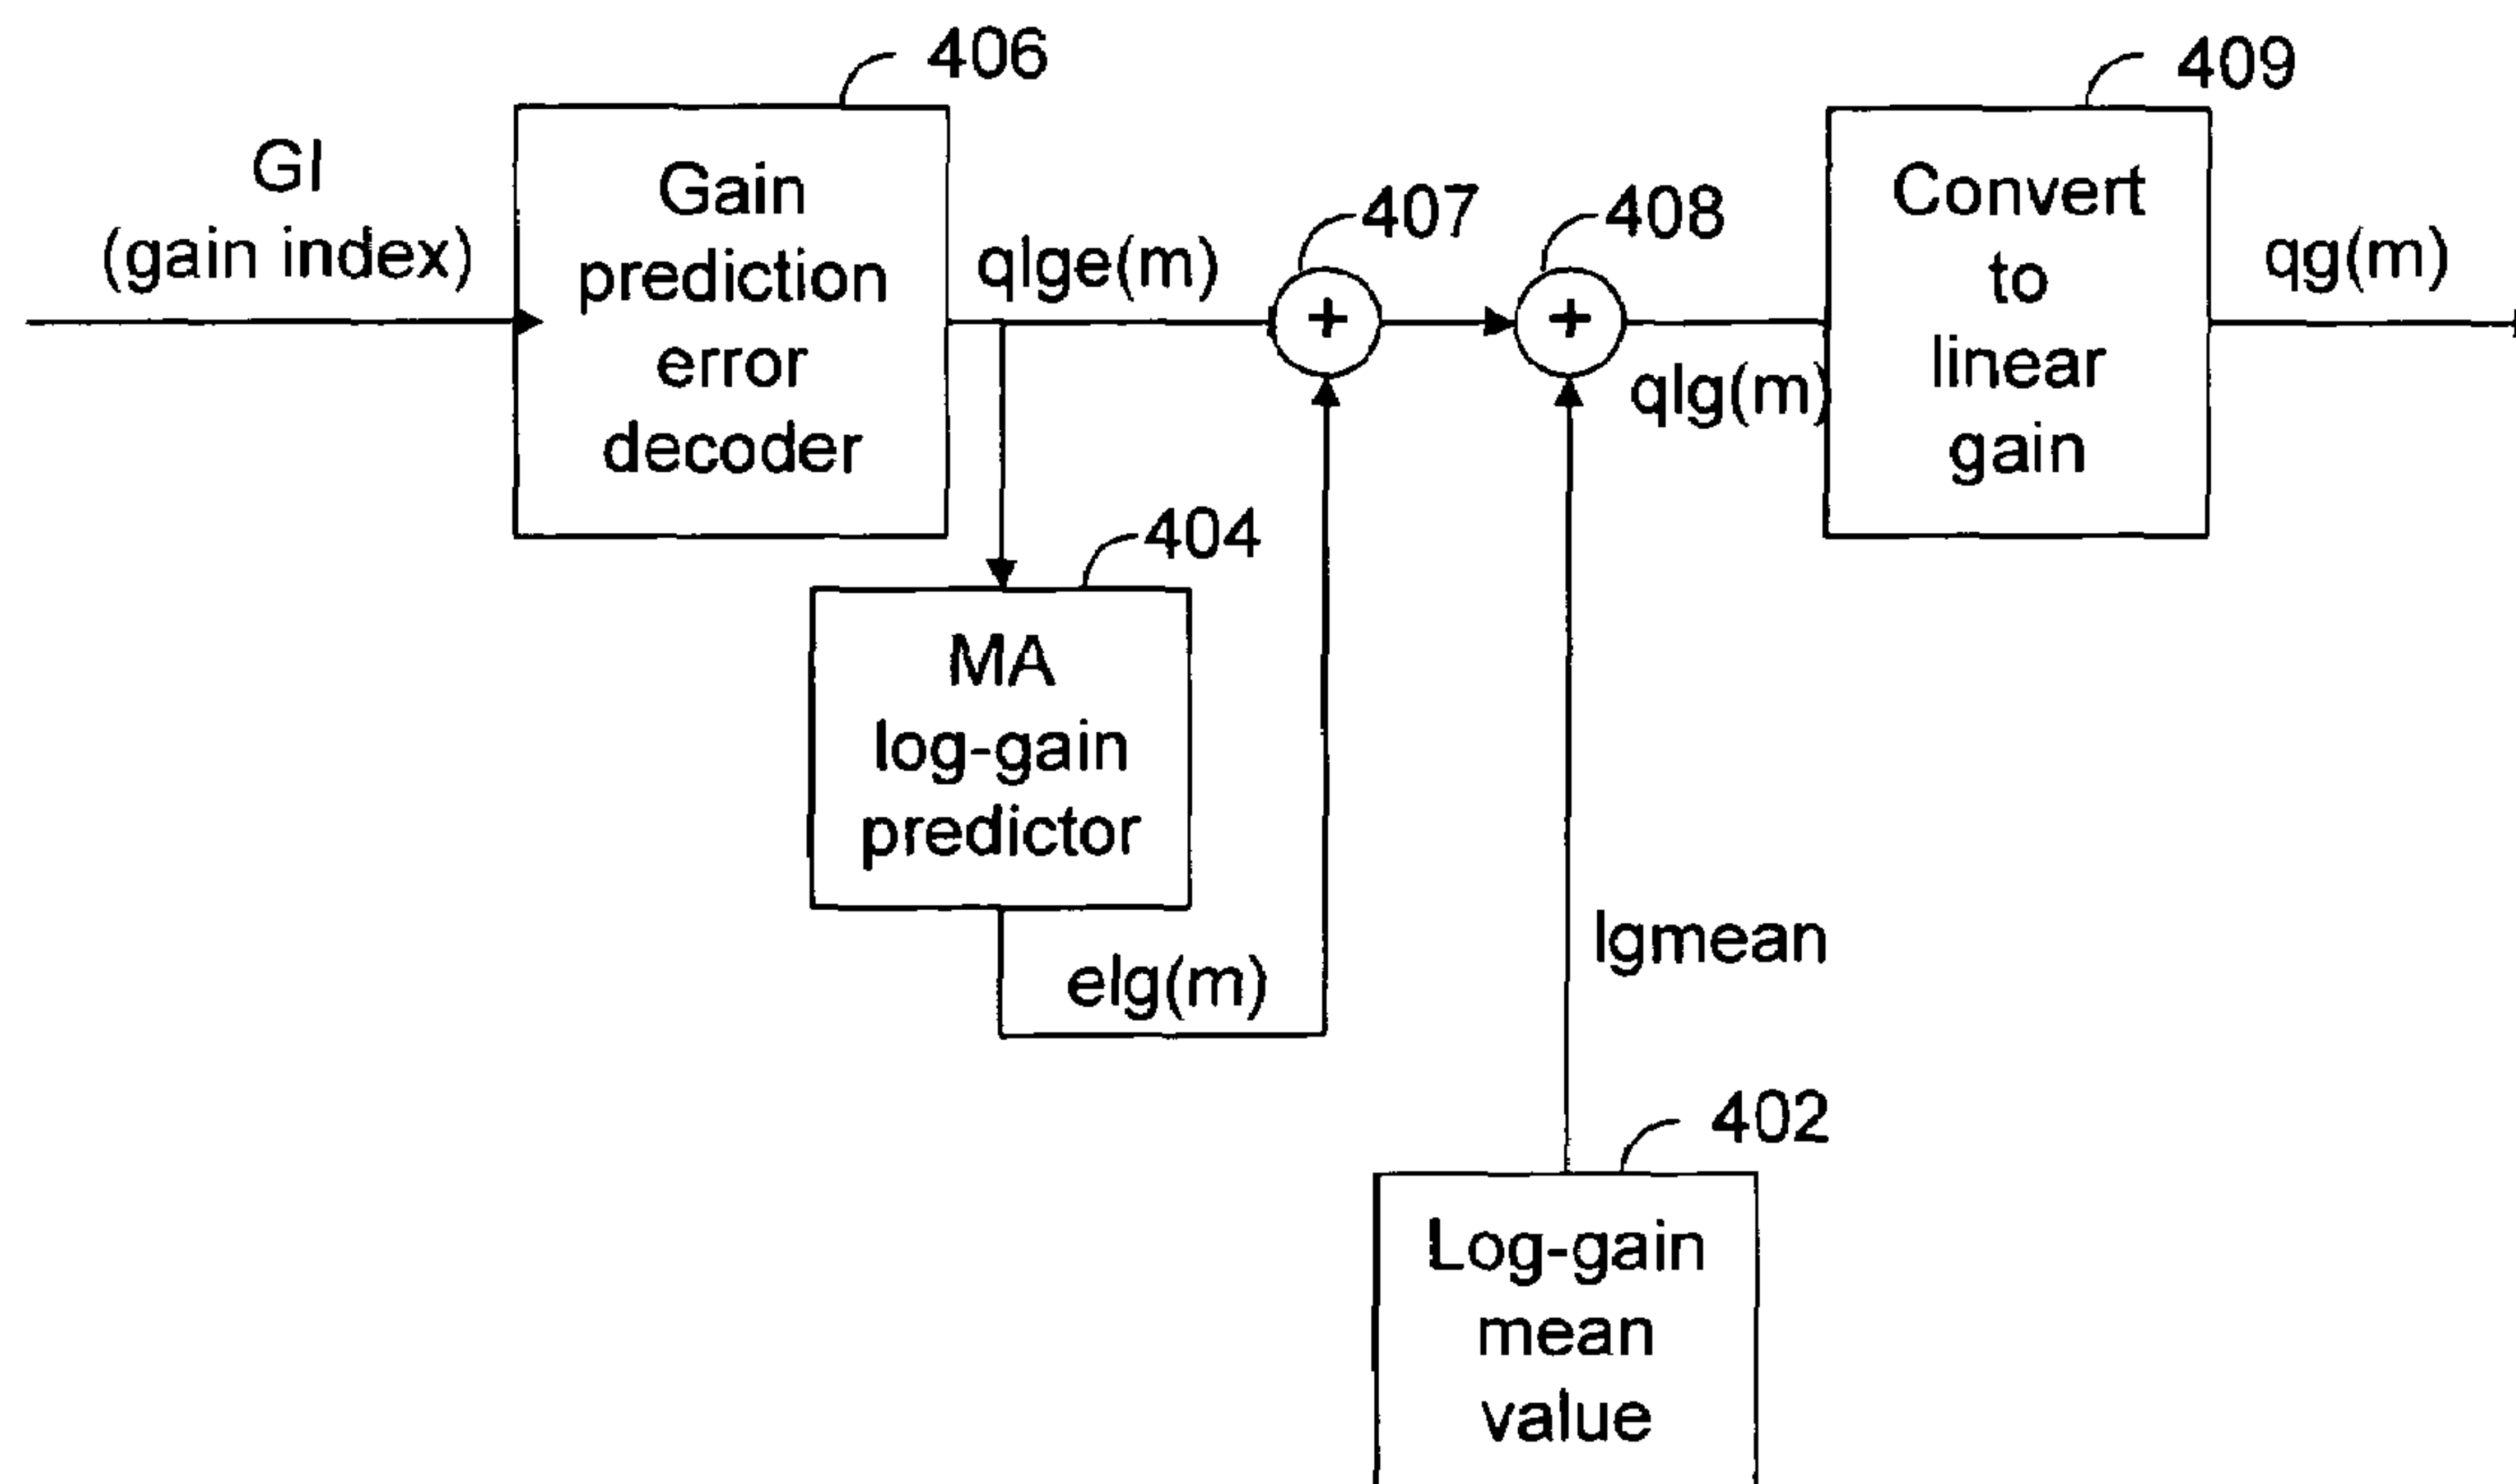 406
409
GI
(gain index)
Gain
prediction
error
decoder
qlge(m)
407
+
408
+
qlg(m)
Convert
to
linear
gain
qg(m)
404
MA
log-gain
predictor
elg(m)
lgmean
402
Log-gain
mean
value